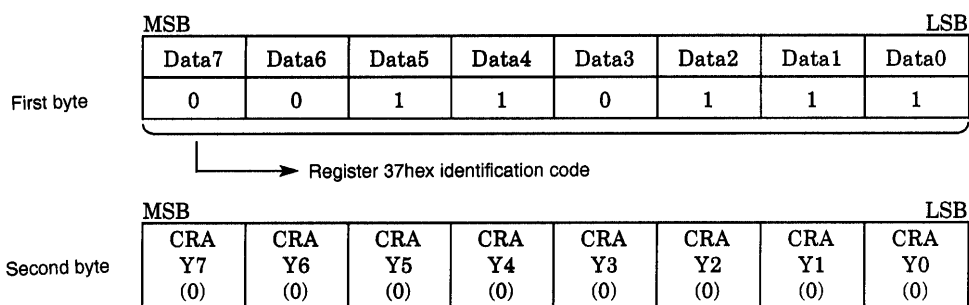 MSB LSB
Data7 Data6 Data5 Data4 Data3 Data2 Data1 Data0
First byte 0 0 1 1 0 1 1 1
Register 37hex identification code
MSB LSB
CRA CRA CRA CRA CRA CRA CRA CRA
Second byte Y7 Y6 Y5 Y4 Y3 Y2 Y1 Y0
(0) (0) (0) (0) (0) (0) (0) (0)